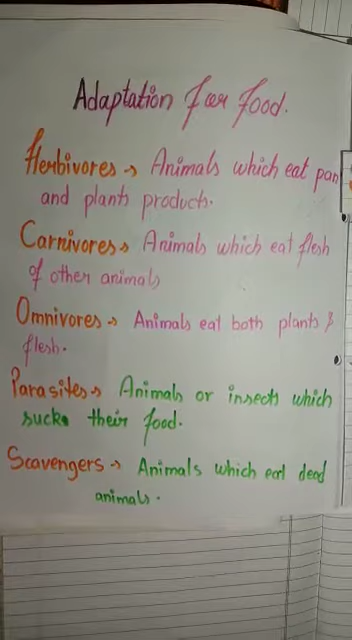 Adaptation for food.
Herbivores → Animals which eat pan
and plants products.
Carnivores → Animals which eat flesh
of other animals
Omnivores → Animals eat both plants &
flesh.
Parasites → Animals or insects which
sucks their food.
Scavengers → Animals which eat dead
animals.